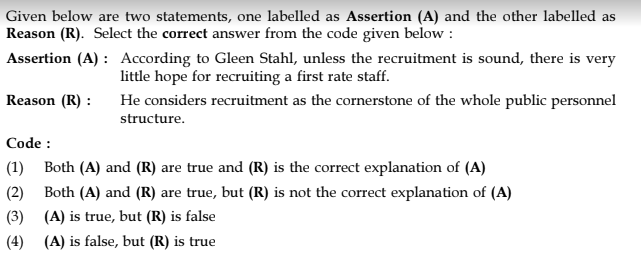 Given below are two statements, one labelled as Assertion (A) and the other labelled as
Reason (R). Select the correct answer from the code given below :
Assertion (A) : According to Gleen Stahl, unless the recruitment is sound, there is very
little hope for recruiting a first rate staff.
Reason (R) : He considers recruitment as the cornerstone of the whole public personnel
structure.
Code :
(1) Both (A) and (R) are true and (R) is the correct explanation of (A)
(2) Both (A) and (R) are true, but (R) is not the correct explanation of (A)
(3) (A) is true, but (R) is false
(4) (A) is false, but (R) is true